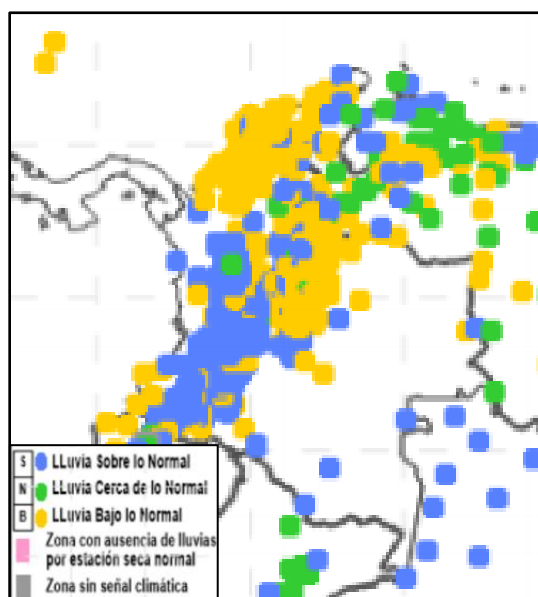 S LLuvia Sobre lo Normal
N LLuvia Cerca de lo Normal
B LLuvia Bajo lo Normal
Zona con ausencia de lluvias
por estación seca normal
Zona sin señal climática